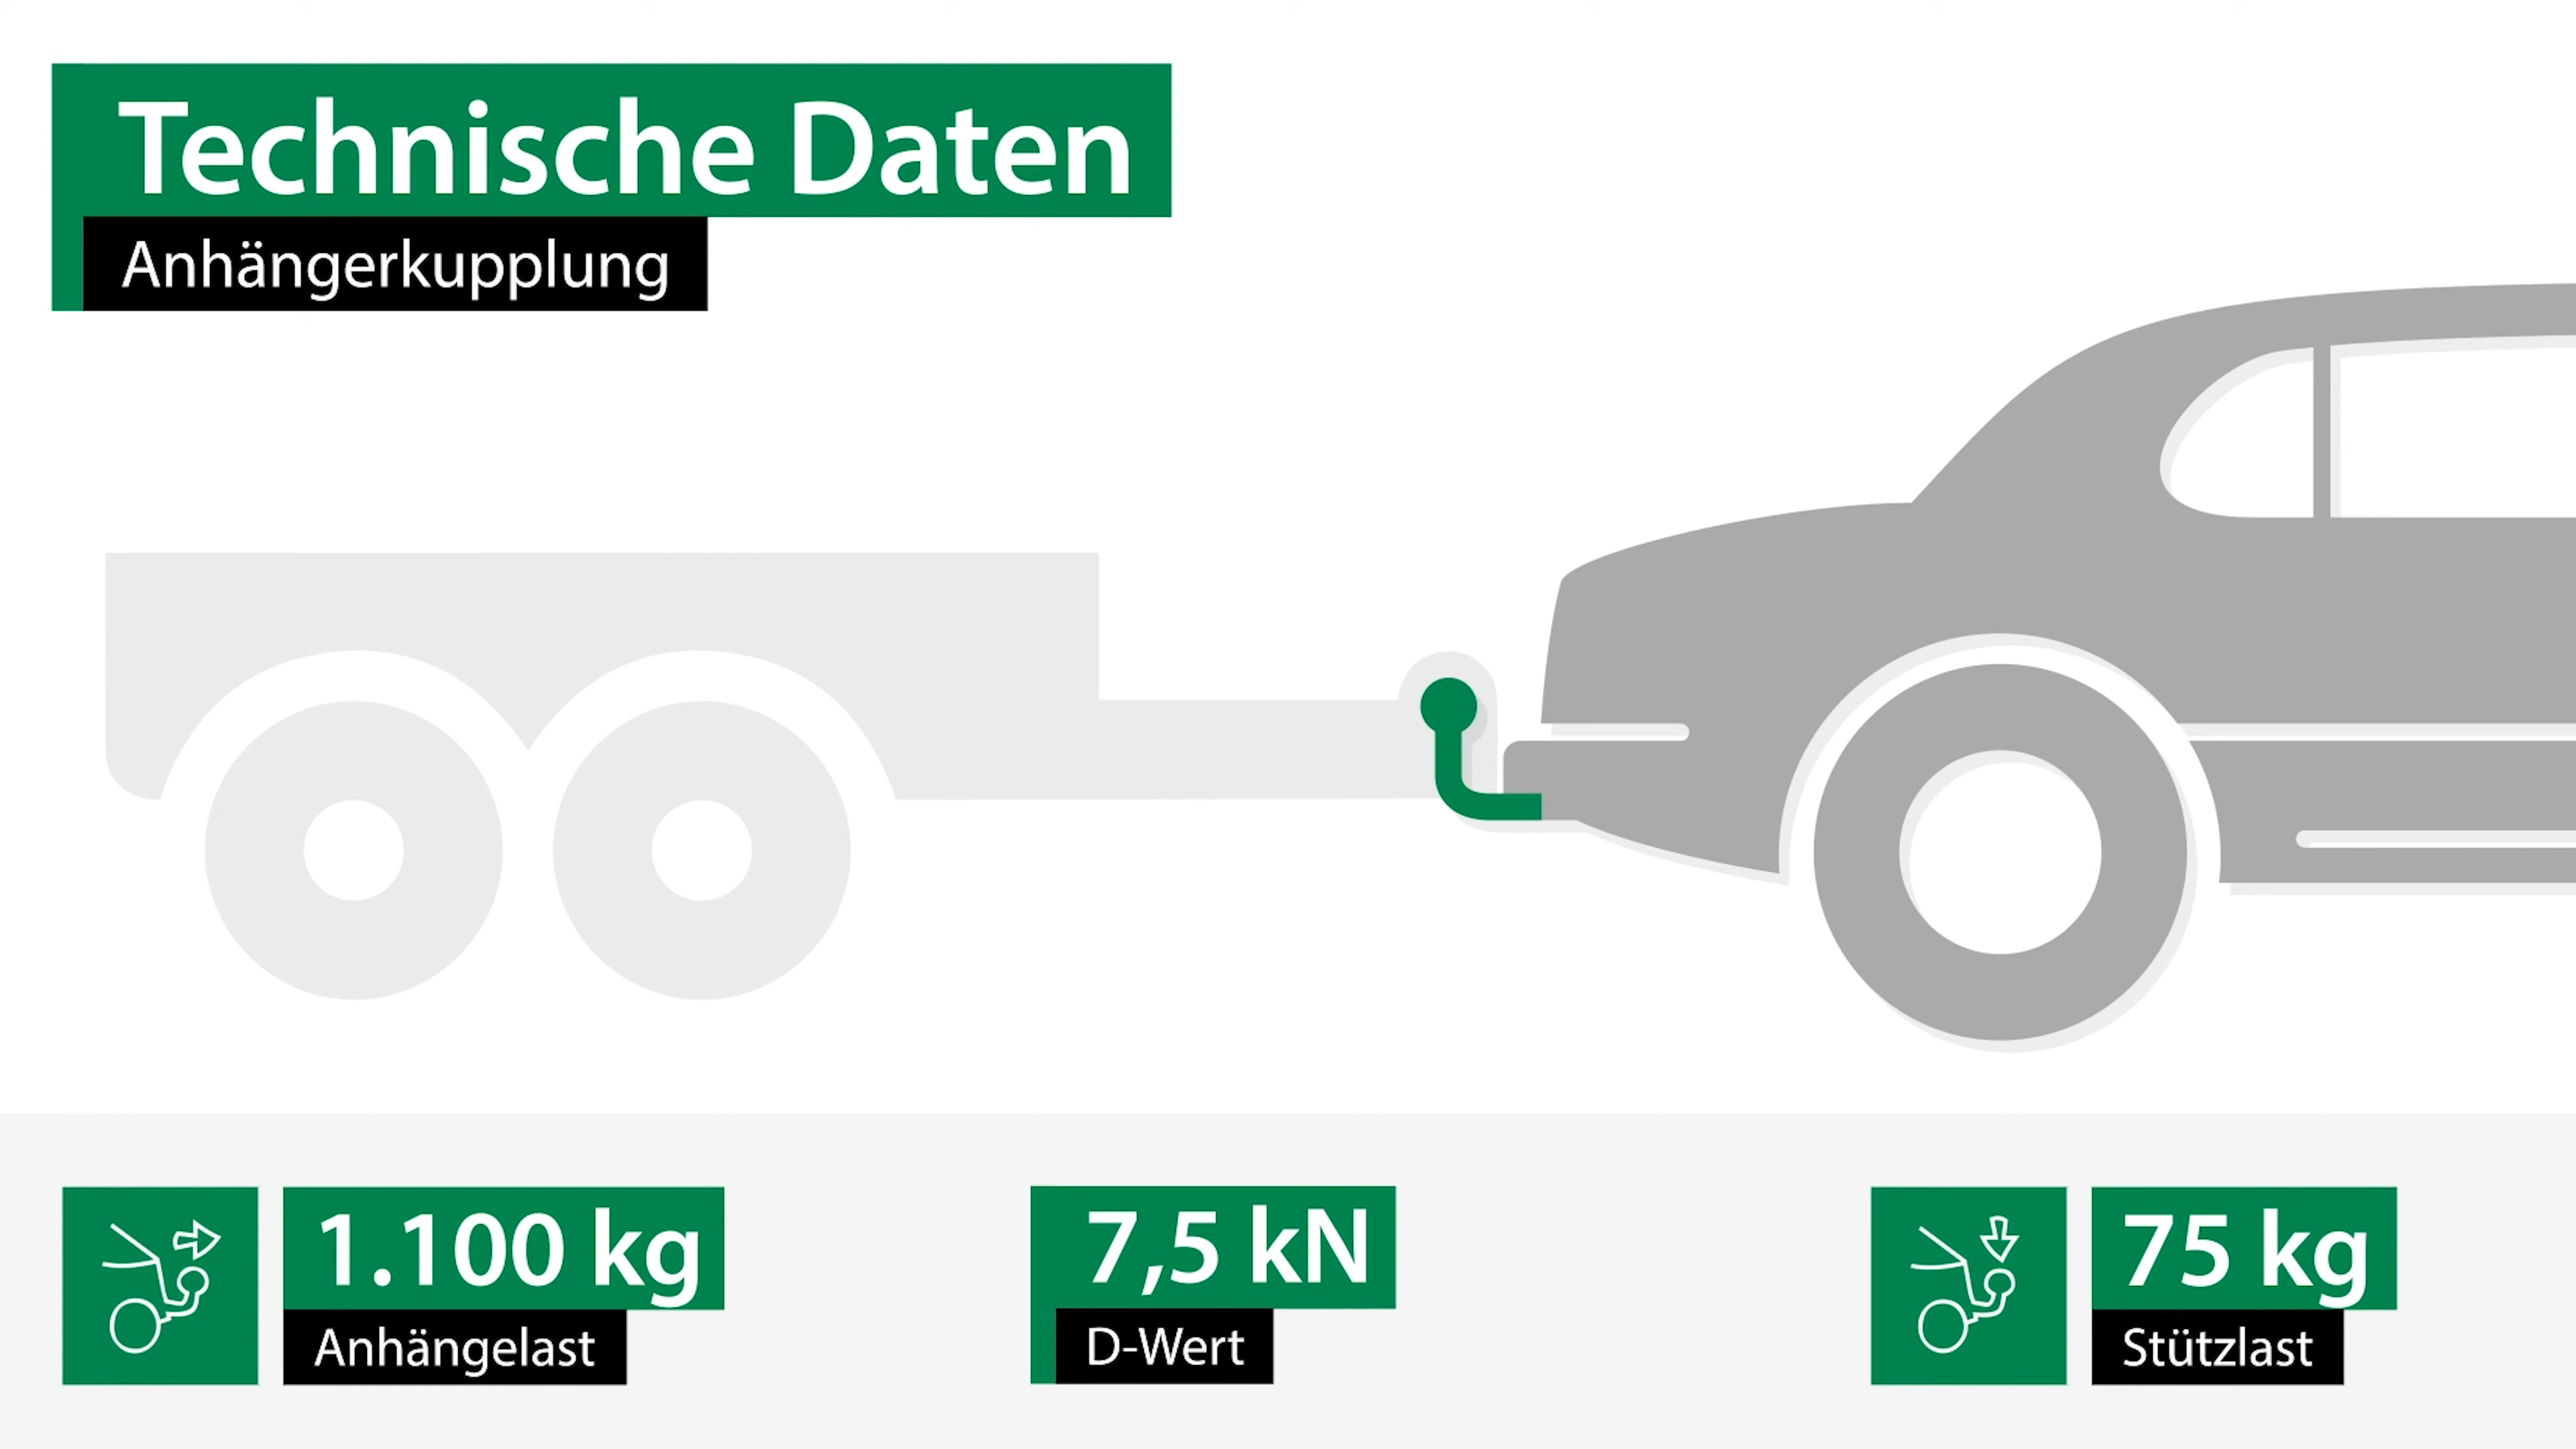 Technische Daten
Anhängerkupplung
1.100 kg
Anhängelast
7,5 kN
D-Wert
75 kg
Stützlast